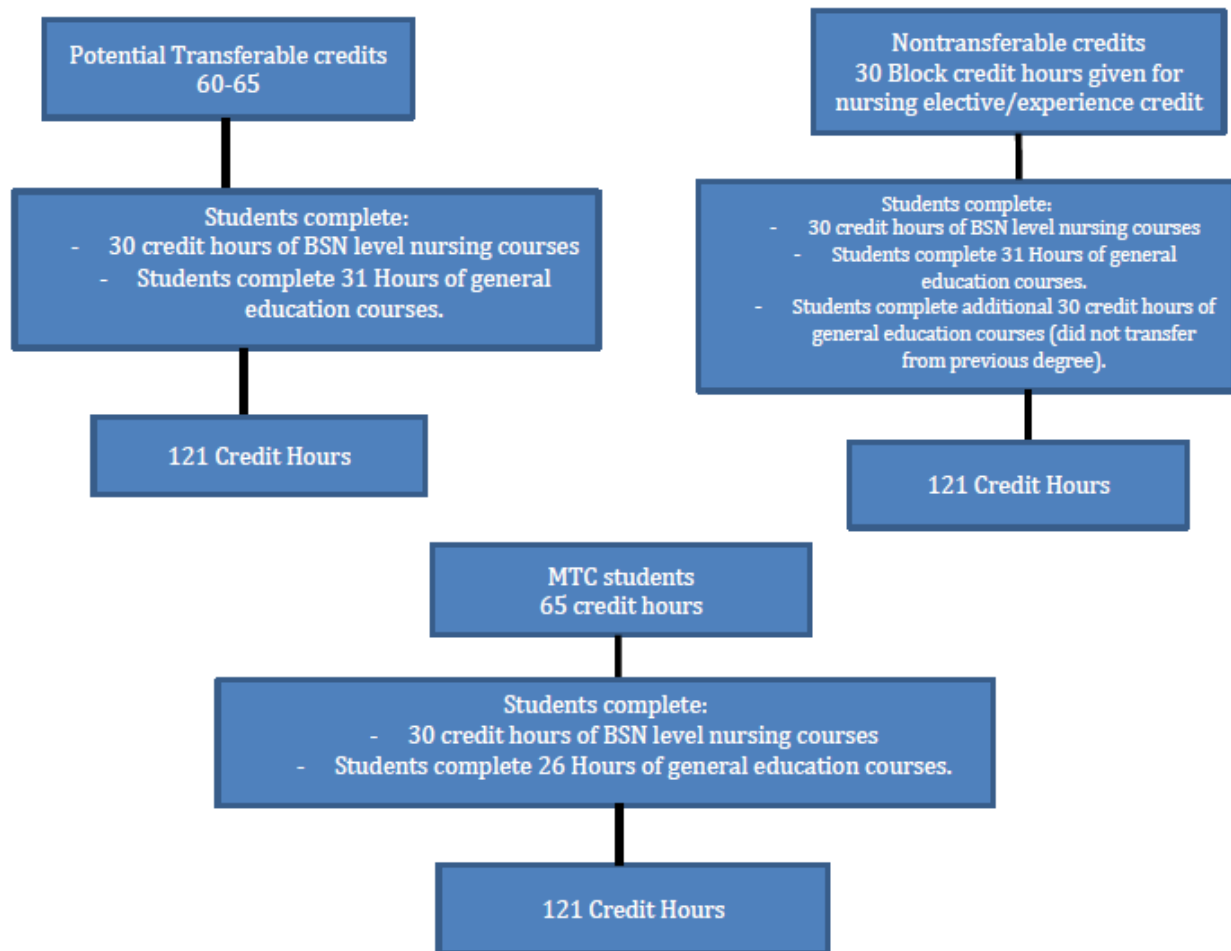 Potential Transferable credits
60-65
Students complete:
- 30 credit hours of BSN level nursing courses
- Students complete 31 Hours of general
education courses.
121 Credit Hours
Nontransferable credits
30 Block credit hours given for
nursing elective/experience credit
Students complete:
- 30 credit hours of BSN level nursing courses
- Students complete 31 Hours of general
education courses.
- Students complete additional 30 credit hours of
general education courses (did not transfer
from previous degree).
121 Credit Hours
MTC students
65 credit hours
Students complete:
- 30 credit hours of BSN level nursing courses
- Students complete 26 Hours of general education courses.
121 Credit Hours